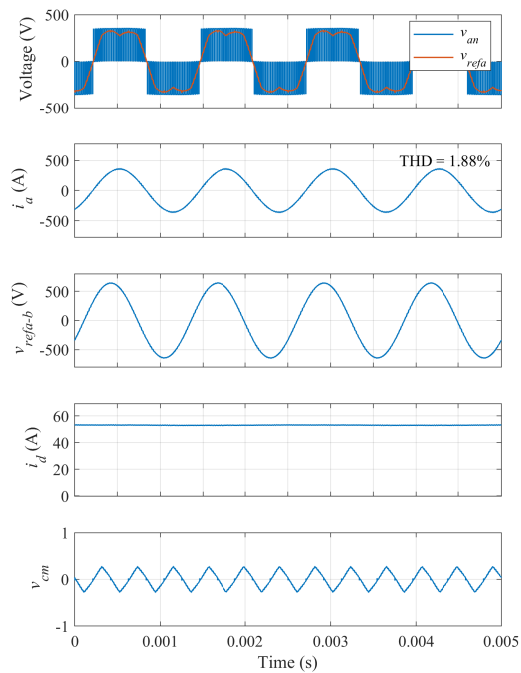 500
0
-500
Voltage (V)
v_an
v_refa
500
0
-500
i_a (A)
THD = 1.88%
500
0
-500
v_refa-b (V)
60
40
20
0
i_d (A)
1
0
-1
v_cm
0 0.001 0.002 0.003 0.004 0.005
Time (s)